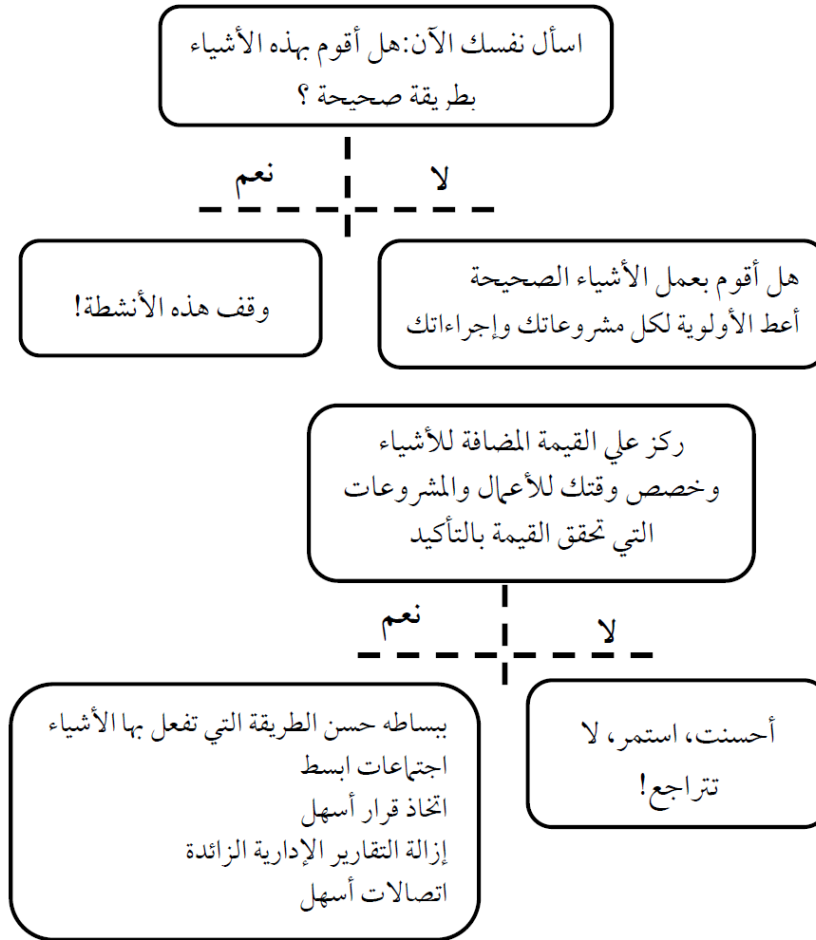 اسأل نفسك الآن:هل أقوم بهذه الأشياء
بطريقة صحيحة ؟
لا
نعم
هل أقوم بعمل الأشياء الصحيحة
أعط الأولوية لكل مشروعاتك وإجراءاتك
وقف هذه الأنشطة!
ركز علي القيمة المضافة للأشياء
وخصص وقتك للأعمال والمشروعات
التي تحقق القيمة بالتأكيد
لا
نعم
أحسنت، استمر، لا
تتراجع!
ببساطه حسن الطريقة التي تفعل بها الأشياء
اجتماعات ابسط
اتخاذ قرار أسهل
إزالة التقارير الإدارية الزائدة
اتصالات أسهل